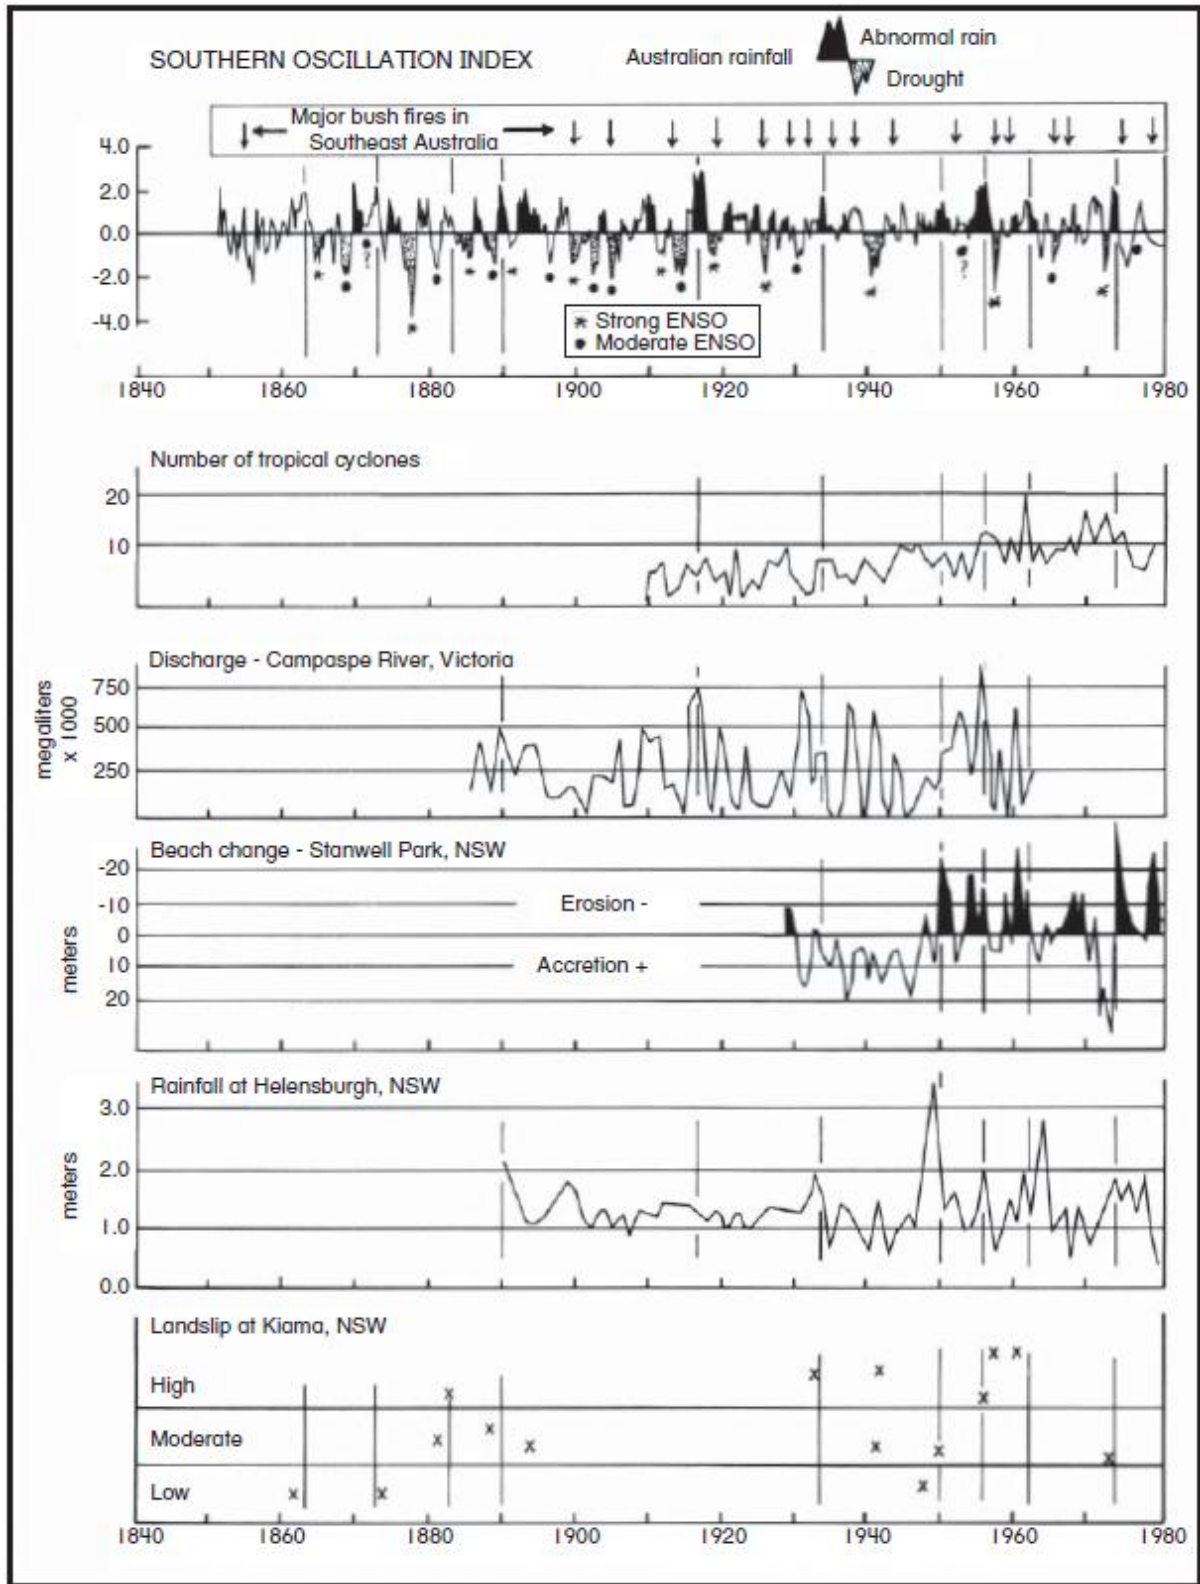 SOUTHERN OSCILLATION INDEX
Australian rainfall
Abnormal rain
Drought
Major bush fires in
Southeast Australia
4.0
2.0
0.0
-2.0
-4.0
?
?
* Strong ENSO
• Moderate ENSO
1840 1860 1880 1900 1920 1940 1960 1980
Number of tropical cyclones
20
10
Discharge - Campaspe River, Victoria
megaliters
x 1000
750
500
250
Beach change - Stanwell Park, NSW
meters
-20
-10
0
10
20
Erosion -
Accretion +
Rainfall at Helensburgh, NSW
meters
3.0
2.0
1.0
0.0
Landslip at Kiama, NSW
High
Moderate
Low
1840 1860 1880 1900 1920 1940 1960 1980